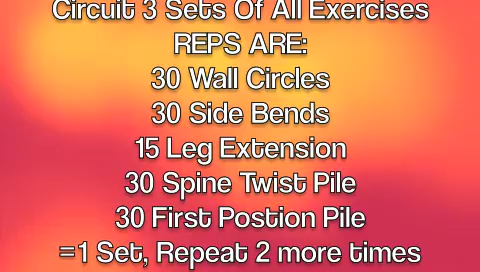 Circuit 3 Sets Of All Exercises
REPS ARE:
30 Wall Circles
30 Side Bends
15 Leg Extension
30 Spine Twist Pile
30 First Postion Pile
=1 Set, Repeat 2 more times